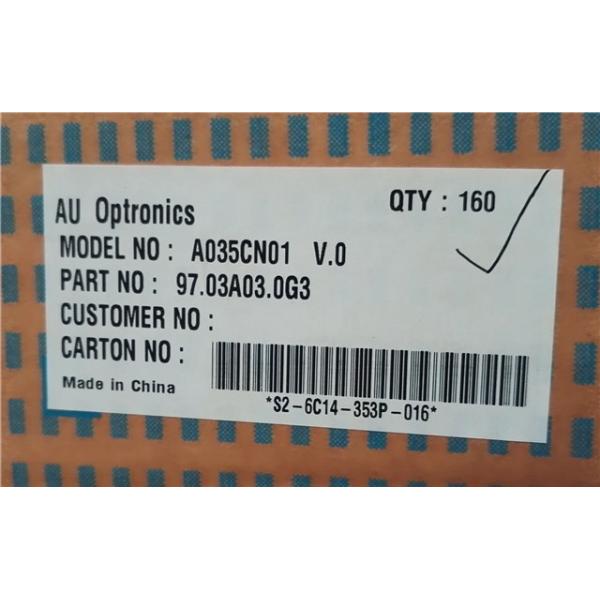 AU Optronics QTY : 160
MODEL NO : A035CN01 V.0
PART NO : 97.03A03.0G3
CUSTOMER NO :
CARTON NO :
Made in China
*S2-6C14-353P-016*